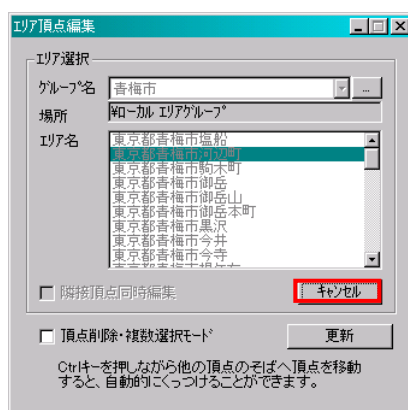 エリア頂点編集
エリア選択
グループ名 青梅市 ...
場所 ¥ローカル エリアグループ
エリア名 東京都青梅市塩船
東京都青梅市河辺町
東京都青梅市駒木町
東京都青梅市御岳
東京都青梅市御岳山
東京都青梅市御岳本町
東京都青梅市黒沢
東京都青梅市今井
東京都青梅市今寺
隣接頂点同時編集 キャンセル
頂点削除・複数選択モード 更新
Ctrlキーを押しながら他の頂点のそばへ頂点を移動
すると、自動的にくっつけることができます。